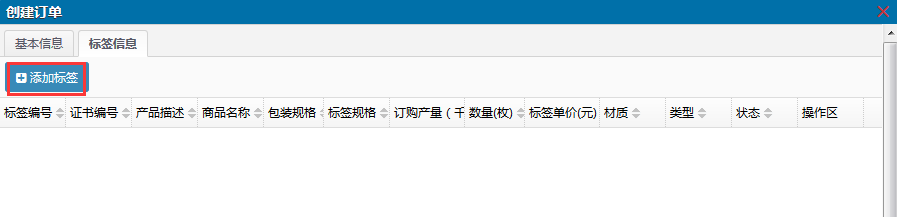 创建订单
基本信息 标签信息
添加标签
标签编号 证书编号 产品描述 商品名称 包装规格 标签规格 订购产量（千 数量(枚) 标签单价(元) 材质 类型 状态 操作区